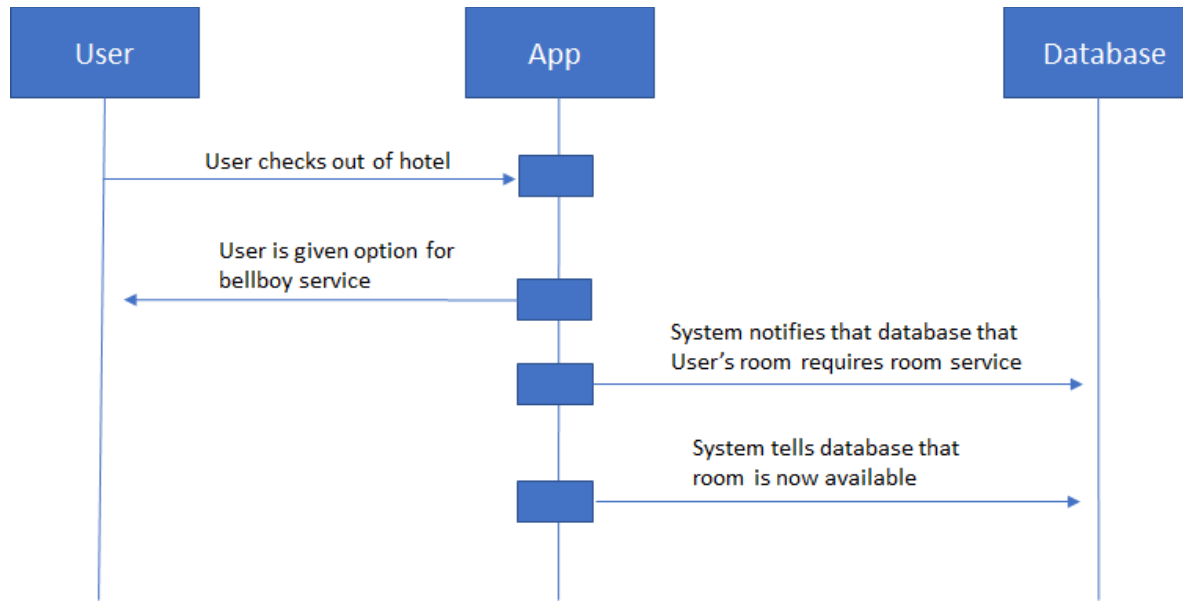 User
App
Database
User checks out of hotel
User is given option for
bellboy service
System notifies that database that
User’s room requires room service
System tells database that
room is now available